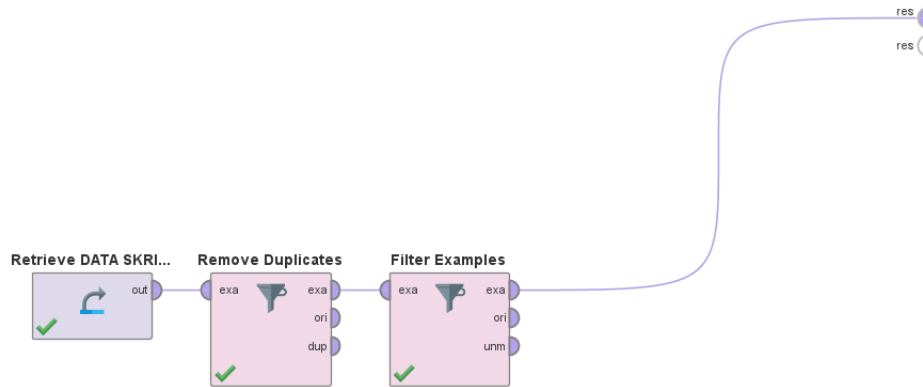 res
res
Retrieve DATA SKRI... Remove Duplicates Filter Examples
out exa exa exa exa
ori ori
dup unm